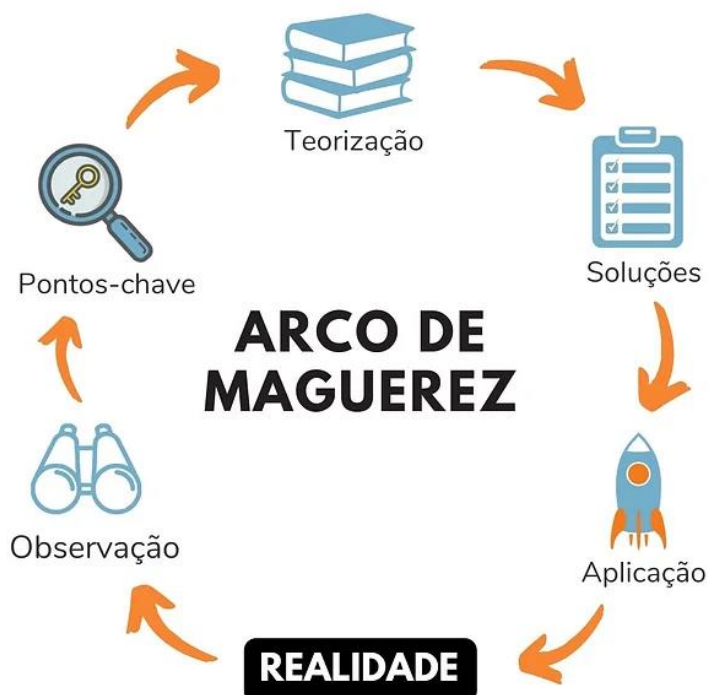 Teorização
Pontos-chave
Soluções
ARCO DE
MAGUEREZ
Observação
Aplicação
REALIDADE